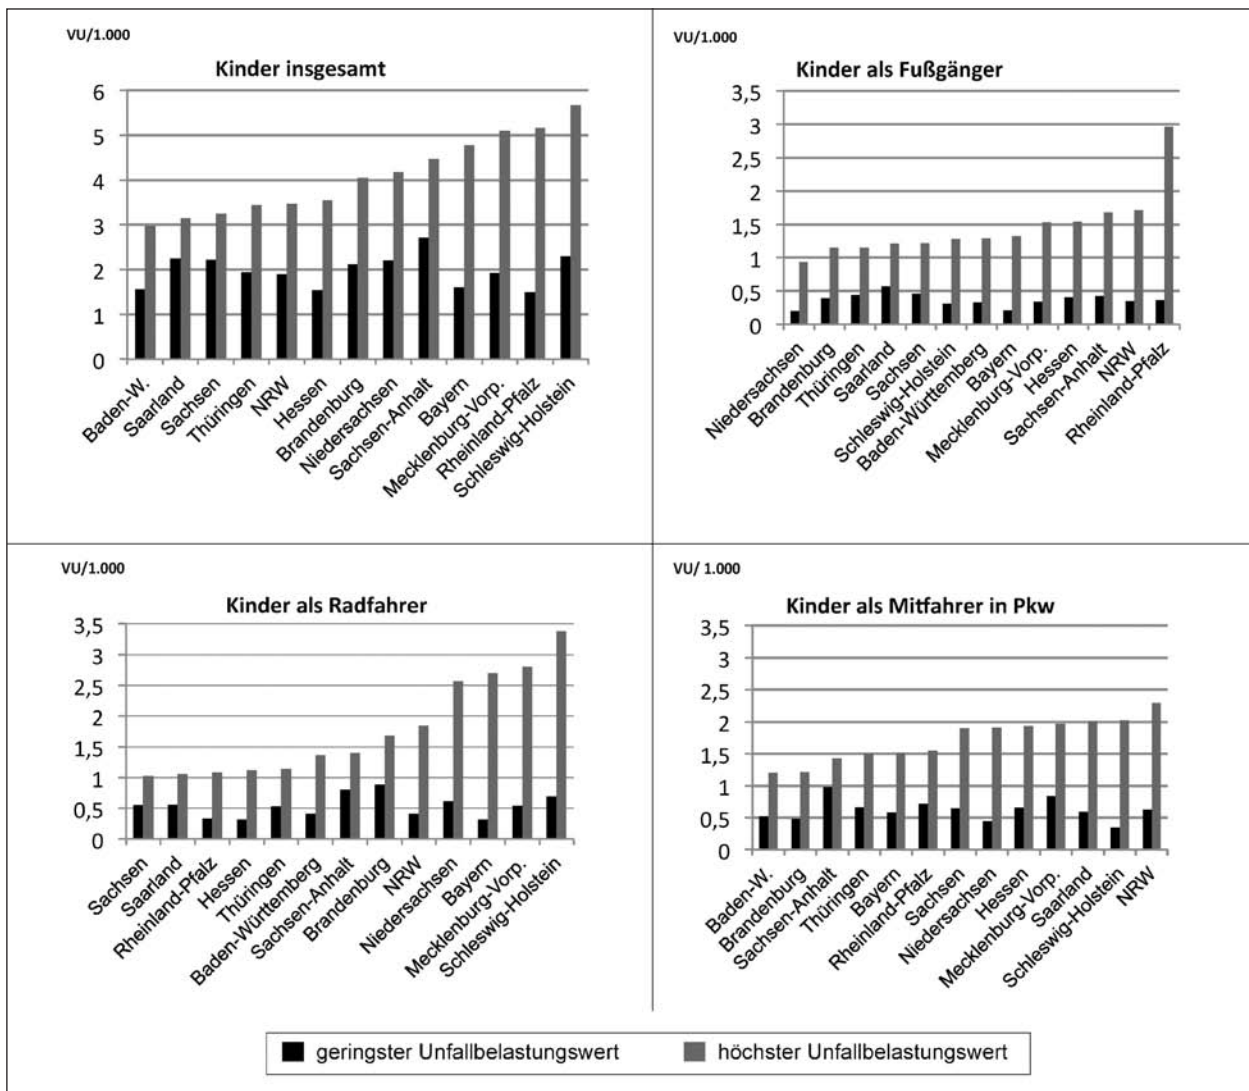 VU/1.000
Kinder insgesamt
6
5
4
3
2
1
0
Baden-W.
Saarland
Sachsen
Thüringen
NRW
Hessen
Brandenburg
Niedersachsen
Sachsen-Anhalt
Bayern
Mecklenburg-Vorp.
Rheinland-Pfalz
Schleswig-Holstein
VU/1.000
Kinder als Fußgänger
3,5
3
2,5
2
1,5
1
0,5
0
Niedersachsen
Brandenburg
Thüringen
Saarland
Sachsen
Schleswig-Holstein
Baden-Württemberg
Bayern
Mecklenburg-Vorp.
Hessen
Sachsen-Anhalt
NRW
Rheinland-Pfalz
VU/1.000
Kinder als Radfahrer
3,5
3
2,5
2
1,5
1
0,5
0
Sachsen
Saarland
Rheinland-Pfalz
Hessen
Thüringen
Baden-Württemberg
Sachsen-Anhalt
Brandenburg
NRW
Niedersachsen
Bayern
Mecklenburg-Vorp.
Schleswig-Holstein
VU/ 1.000
Kinder als Mitfahrer in Pkw
3,5
3
2,5
2
1,5
1
0,5
0
Baden-W.
Brandenburg
Sachsen-Anhalt
Thüringen
Bayern
Rheinland-Pfalz
Sachsen
Niedersachsen
Hessen
Mecklenburg-Vorp.
Saarland
Schleswig-Holstein
NRW
geringster Unfallbelastungswert
höchster Unfallbelastungswert